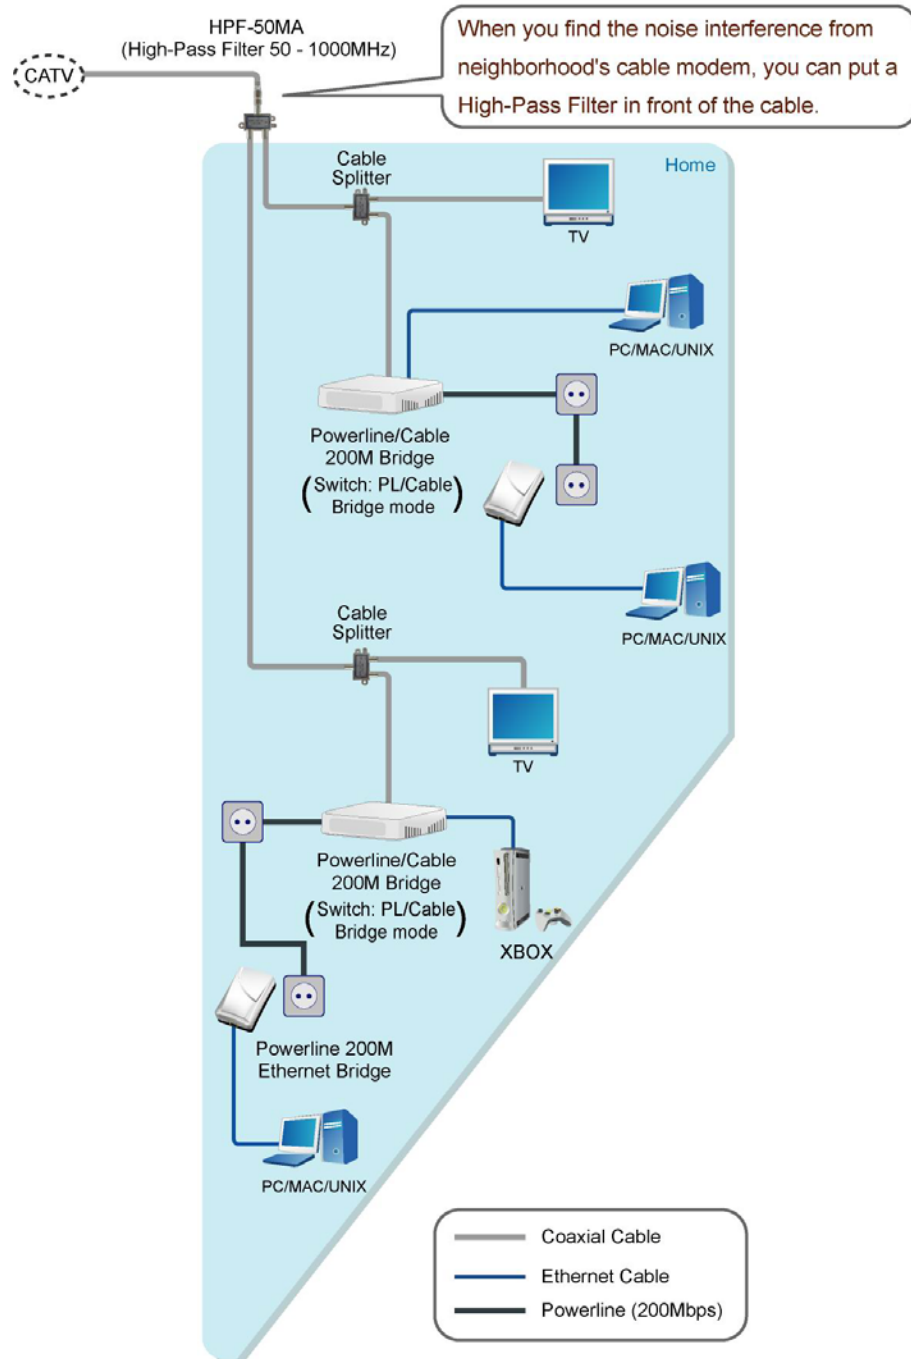 HPF-50MA
(High-Pass Filter 50 - 1000MHz)
When you find the noise interference from
neighborhood's cable modem, you can put a
High-Pass Filter in front of the cable.
CATV
Home
Cable
Splitter
TV
PC/MAC/UNIX
Powerline/Cable
200M Bridge
(Switch: PL/Cable
Bridge mode)
PC/MAC/UNIX
Cable
Splitter
TV
Powerline/Cable
200M Bridge
(Switch: PL/Cable
Bridge mode)
XBOX
Powerline 200M
Ethernet Bridge
PC/MAC/UNIX
Coaxial Cable
Ethernet Cable
Powerline (200Mbps)